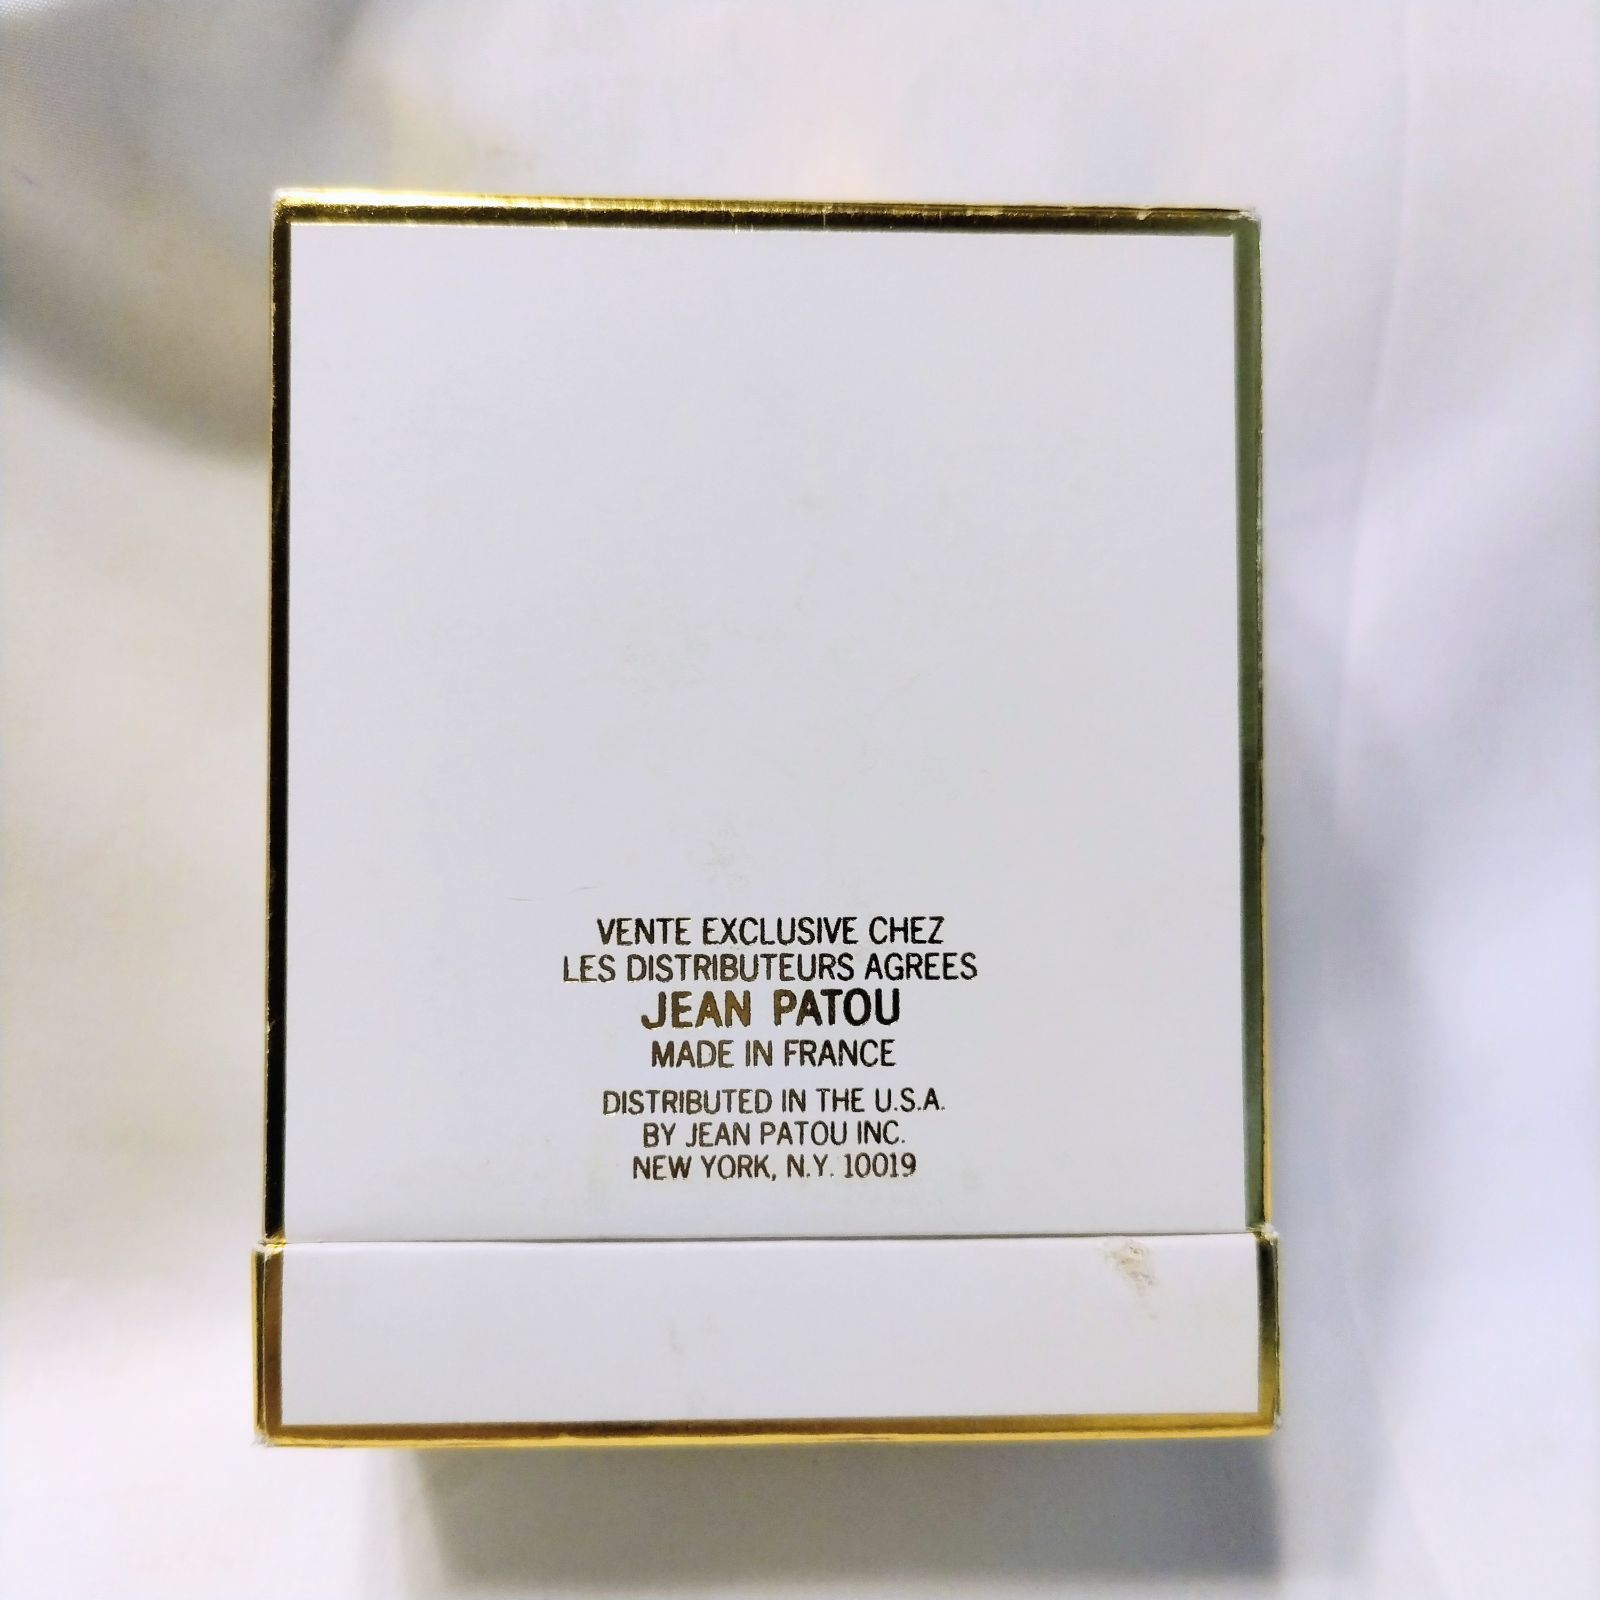 VENTE EXCLUSIVE CHEZ
LES DISTRIBUTEURS AGREES
JEAN PATOU
MADE IN FRANCE
DISTRIBUTED IN THE U.S.A.
BY JEAN PATOU INC.
NEW YORK, N.Y. 10019